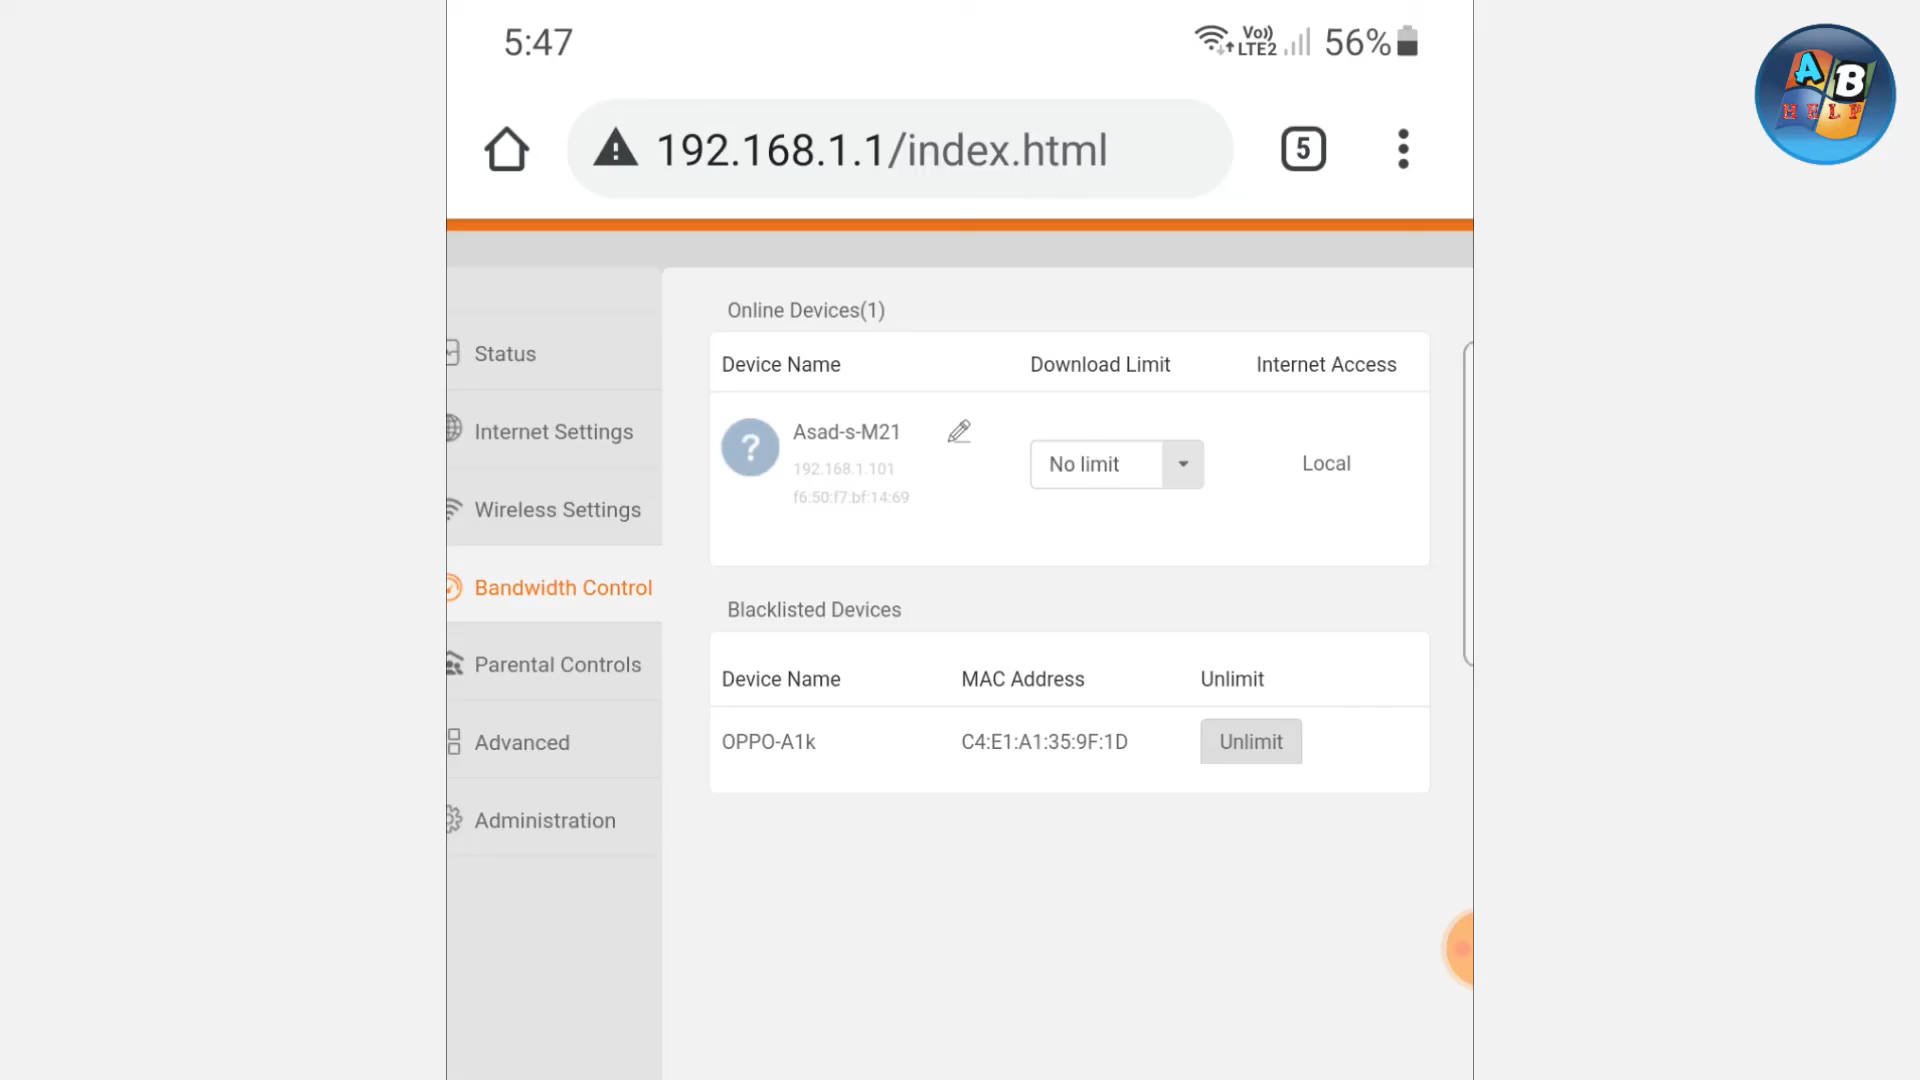 5:47
Vo)) LTE2 56%
192.168.1.1/index.html
5
A B
HELP
Online Devices(1)
Device Name Download Limit Internet Access
Asad-s-M21
192.168.1.101
f6:50:f7:bf:14:69
No limit
Local
Status
Internet Settings
Wireless Settings
Bandwidth Control
Parental Controls
Advanced
Administration
Blacklisted Devices
Device Name MAC Address Unlimit
OPPO-A1k C4:E1:A1:35:9F:1D Unlimit